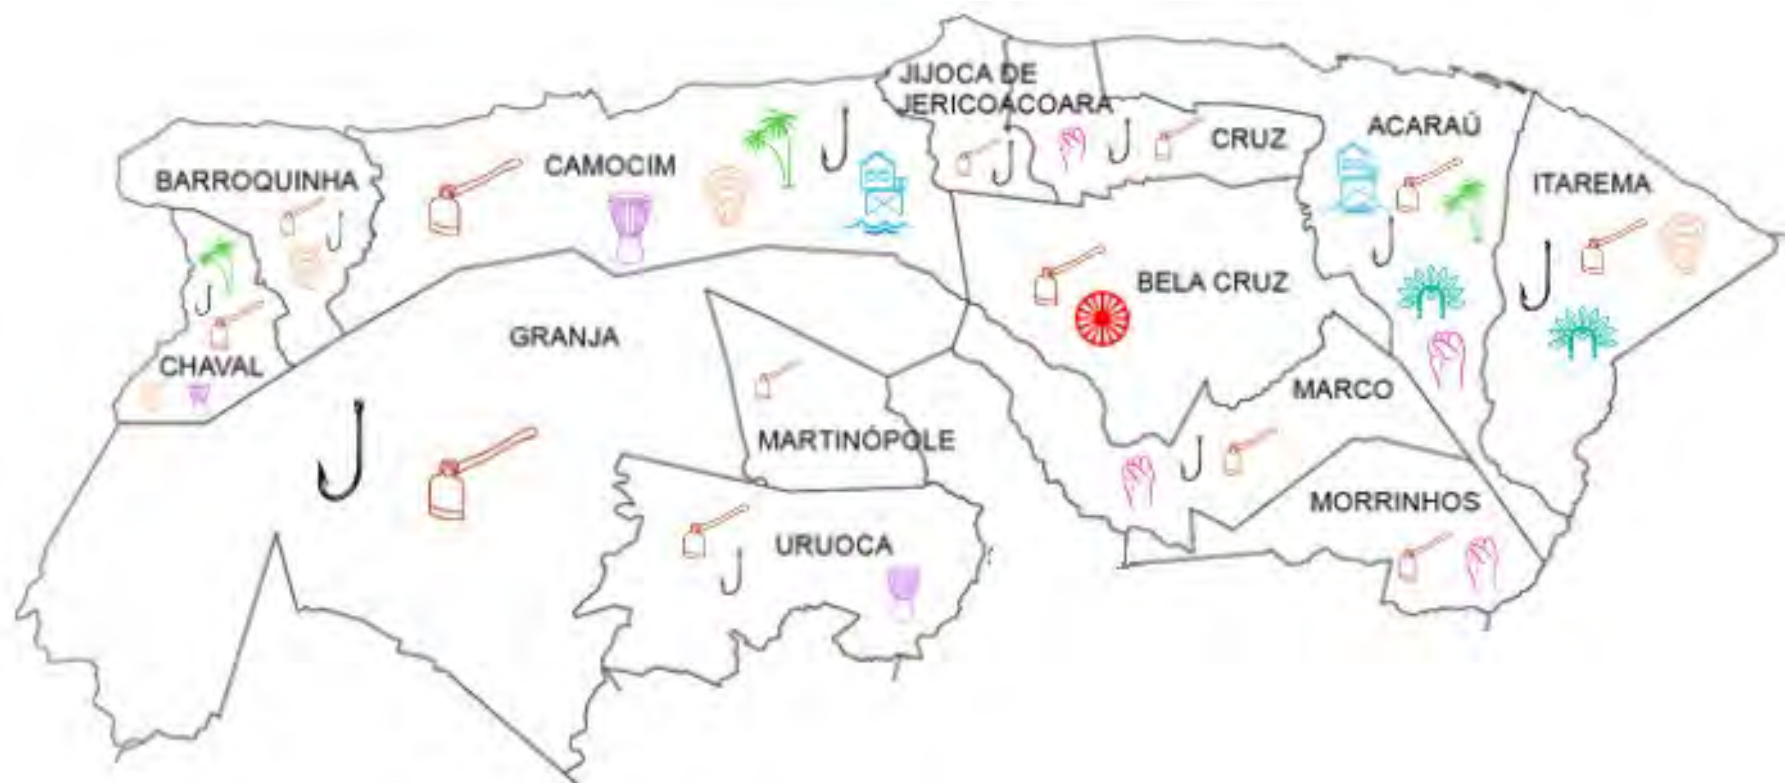 JIJOCA DE
JERICOACOARA
BARROQUINHA
CAMOCIM
CRUZ
ACARAÚ
ITAREMA
BELA CRUZ
GRANJA
CHAVAL
MARCO
MARTINÓPOLE
MORRINHOS
URUOCA